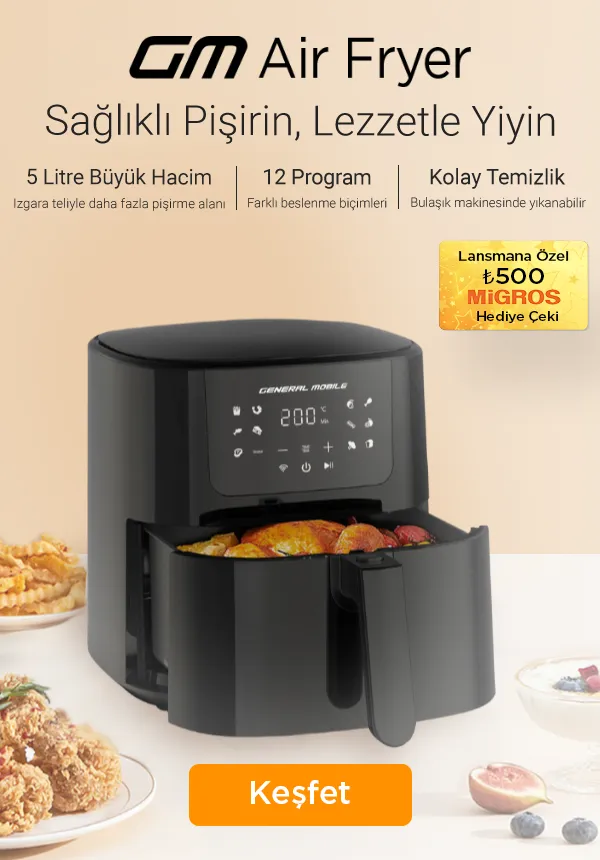 GM Air Fryer
Sağlıklı Pişirin, Lezzetle Yiyin
5 Litre Büyük Hacim
Izgara teliyle daha fazla pişirme alanı
12 Program
Farklı beslenme biçimleri
Kolay Temizlik
Bulaşık makinesinde yıkanabilir
Lansmana Özel
₺500
MiGROS
Hediye Çeki
GENERAL MOBILE
200 °C
Min
Keşfet